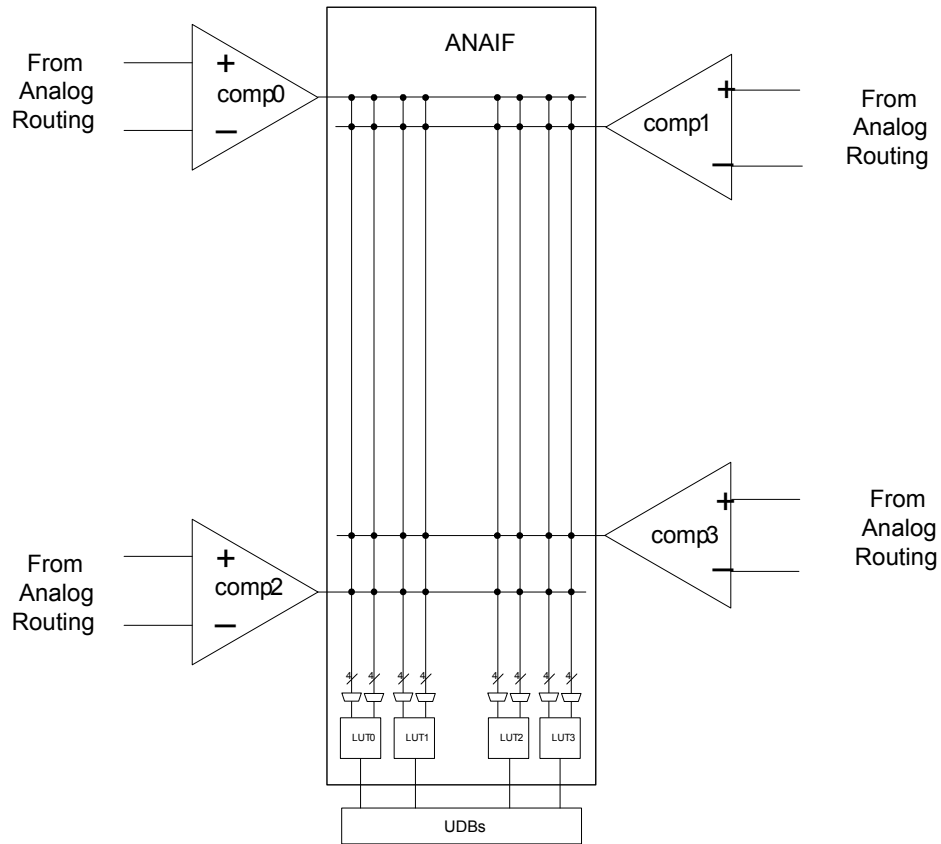 ANAIF
From
Analog
Routing
+
comp0
−
+
comp1
−
From
Analog
Routing
From
Analog
Routing
+
comp2
−
+
comp3
−
From
Analog
Routing
4 4 4 4 4 4 4 4
LUT0 LUT1 LUT2 LUT3
UDBs